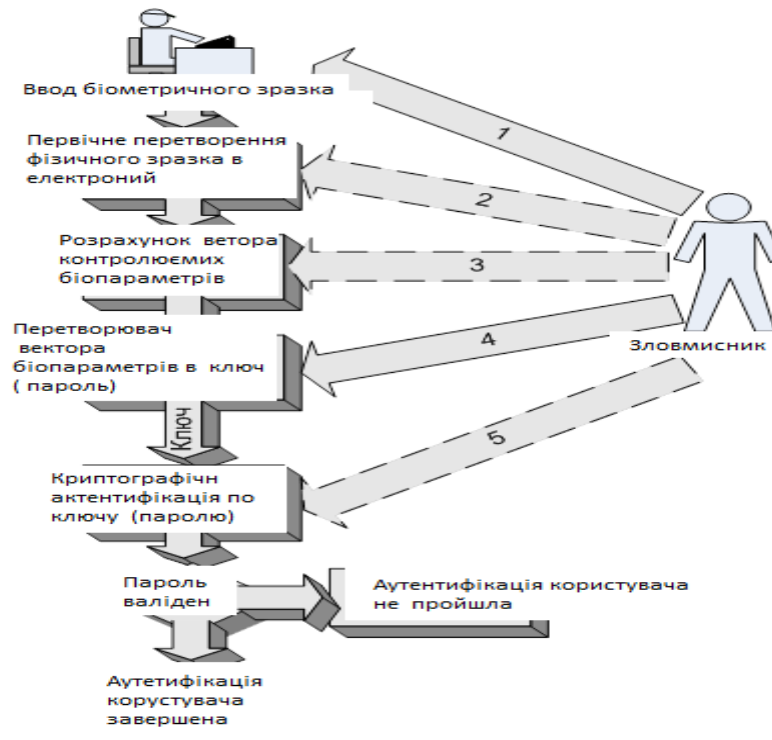 Ввод біометричного зразка
1
Первічне перетворення
фізичного зразка в
електроний
2
Розрахунок ветора
контролюємих
біопараметрів
3
Перетворювач
вектора
біопараметрів в ключ
( пароль)
4
Зловмисник
Ключ
5
Криптографічн
актентифікація по
ключу (паролю)
Пароль
валіден
Аутентифікація користувача
не пройшла
Аутетифікація
корустувача
завершена